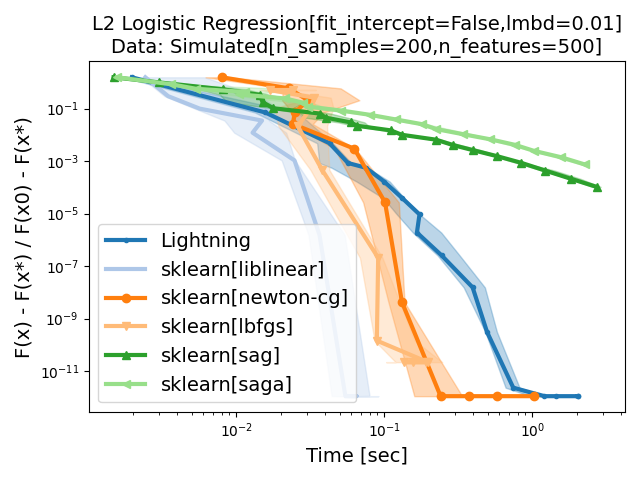 L2 Logistic Regression[fit_intercept=False,lmbd=0.01]
Data: Simulated[n_samples=200,n_features=500]
F(x) - F(x*) / F(x0) - F(x*)
10⁻¹
10⁻³
10⁻⁵
10⁻⁷
10⁻⁹
10⁻¹¹
Lightning
sklearn[liblinear]
sklearn[newton-cg]
sklearn[lbfgs]
sklearn[sag]
sklearn[saga]
10⁻² 10⁻¹ 10⁰
Time [sec]